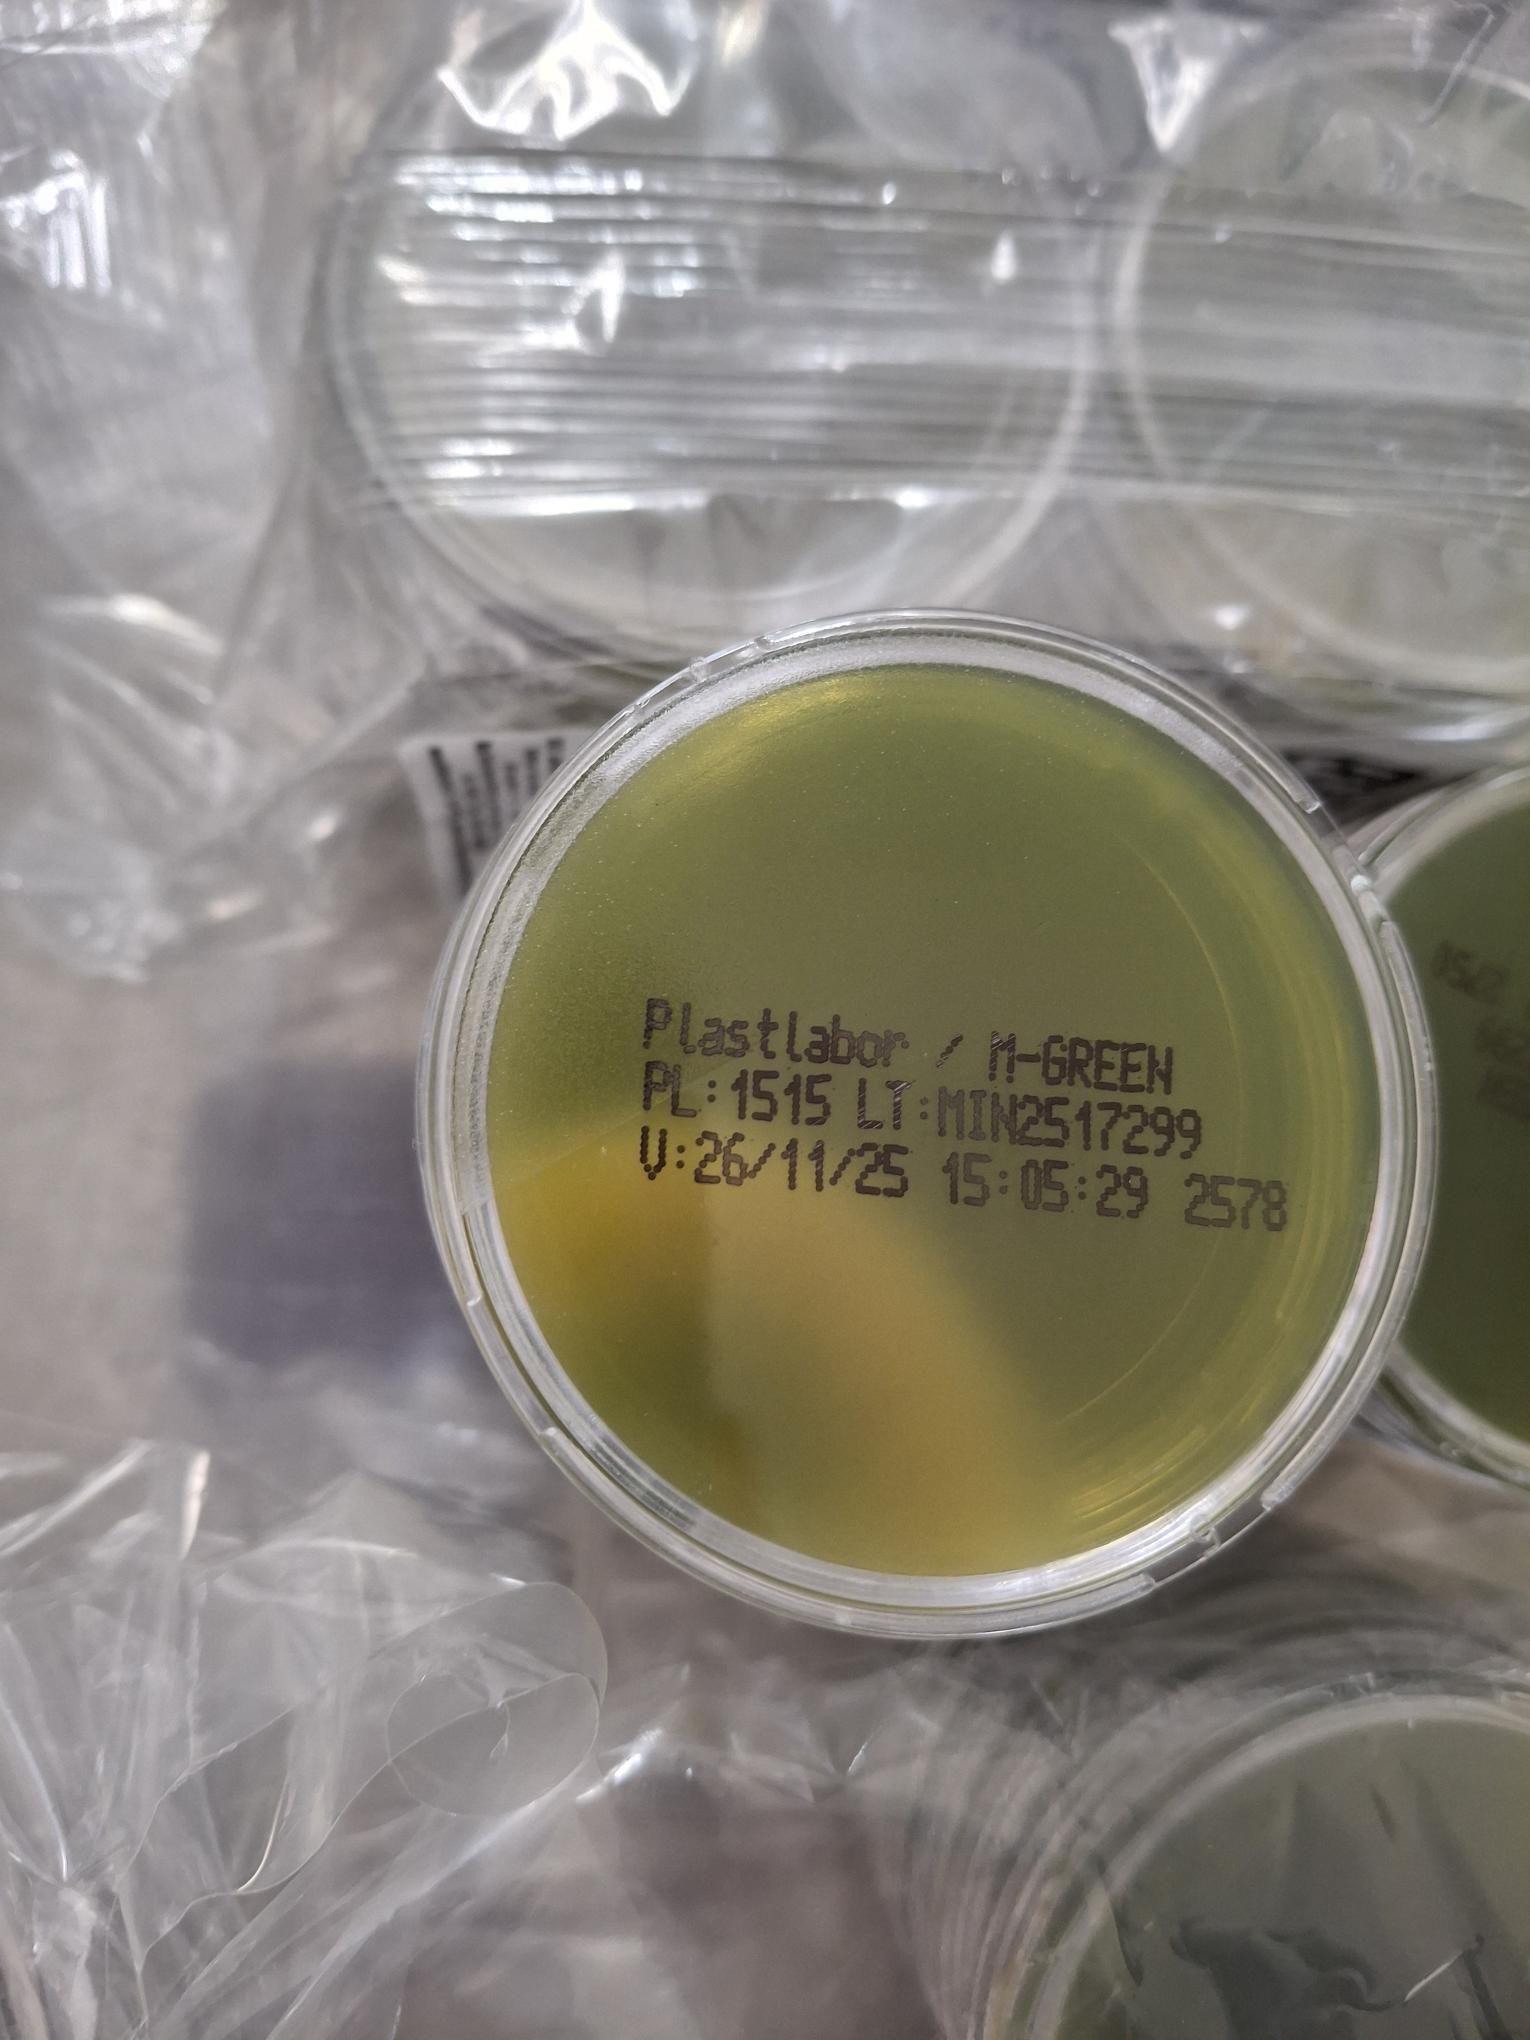 Plastlabor / M-GREEN
PL:1515 LT:MIN2517299
V:26/11/25 15:05:29 2578